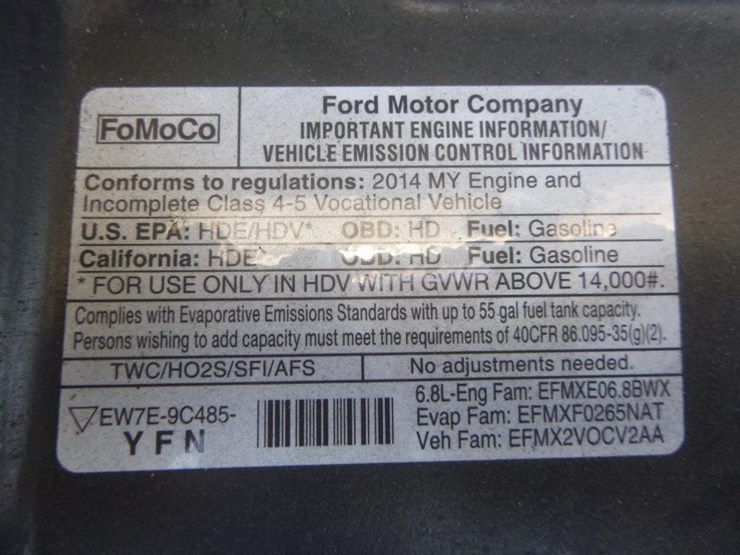 FoMoCo
Ford Motor Company
IMPORTANT ENGINE INFORMATION/
VEHICLE EMISSION CONTROL INFORMATION
Conforms to regulations: 2014 MY Engine and
Incomplete Class 4-5 Vocational Vehicle
U.S. EPA: HDE/HDV* OBD: HD Fuel: Gasoline
California: HDE OBD: HD Fuel: Gasoline
* FOR USE ONLY IN HDV WITH GVWR ABOVE 14,000#.
Complies with Evaporative Emissions Standards with up to 55 gal fuel tank capacity.
Persons wishing to add capacity must meet the requirements of 40CFR 86.095-35(g)(2).
TWC/HO2S/SFI/AFS
No adjustments needed.
EW7E-9C485-
YFN
6.8L-Eng Fam: EFMXE06.8BWX
Evap Fam: EFMXF0265NAT
Veh Fam: EFMX2VOCV2AA